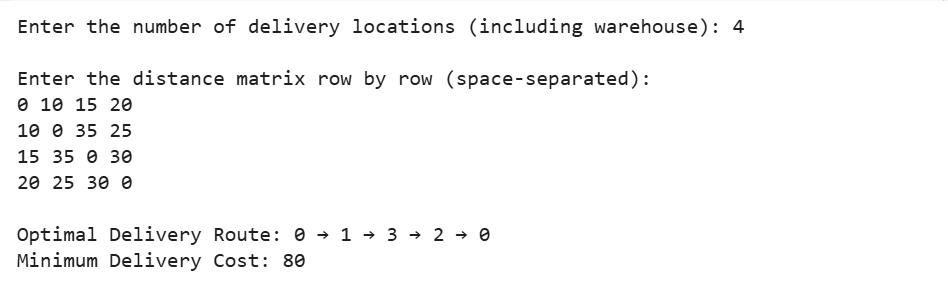 Enter the number of delivery locations (including warehouse): 4
Enter the distance matrix row by row (space-separated):
0 10 15 20
10 0 35 25
15 35 0 30
20 25 30 0
Optimal Delivery Route: 0 → 1 → 3 → 2 → 0
Minimum Delivery Cost: 80